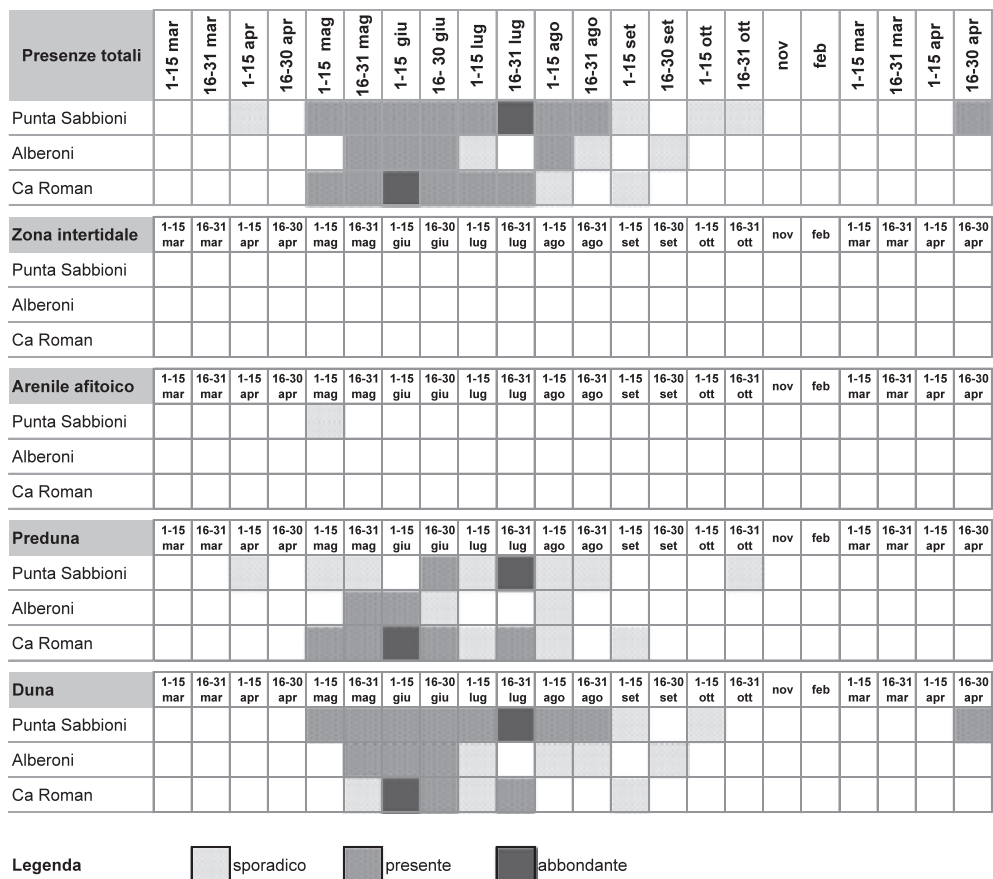 Presenze totali 1-15 mar 16-31 mar 1-15 apr 16-30 apr 1-15 mag 16-31 mag 1-15 giu 16- 30 giu 1-15 lug 16-31 lug 1-15 ago 16-31 ago 1-15 set 16-30 set 1-15 ott 16-31 ott nov feb 1-15 mar 16-31 mar 1-15 apr 16-30 apr
Punta Sabbioni
Alberoni
Ca Roman
Zona intertidale 1-15 mar 16-31 mar 1-15 apr 16-30 apr 1-15 mag 16-31 mag 1-15 giu 16-30 giu 1-15 lug 16-31 lug 1-15 ago 16-31 ago 1-15 set 16-30 set 1-15 ott 16-31 ott nov feb 1-15 mar 16-31 mar 1-15 apr 16-30 apr
Punta Sabbioni
Alberoni
Ca Roman
Arenile afitoico 1-15 mar 16-31 mar 1-15 apr 16-30 apr 1-15 mag 16-31 mag 1-15 giu 16-30 giu 1-15 lug 16-31 lug 1-15 ago 16-31 ago 1-15 set 16-30 set 1-15 ott 16-31 ott nov feb 1-15 mar 16-31 mar 1-15 apr 16-30 apr
Punta Sabbioni
Alberoni
Ca Roman
Preduna 1-15 mar 16-31 mar 1-15 apr 16-30 apr 1-15 mag 16-31 mag 1-15 giu 16-30 giu 1-15 lug 16-31 lug 1-15 ago 16-31 ago 1-15 set 16-30 set 1-15 ott 16-31 ott nov feb 1-15 mar 16-31 mar 1-15 apr 16-30 apr
Punta Sabbioni
Alberoni
Ca Roman
Duna 1-15 mar 16-31 mar 1-15 apr 16-30 apr 1-15 mag 16-31 mag 1-15 giu 16-30 giu 1-15 lug 16-31 lug 1-15 ago 16-31 ago 1-15 set 16-30 set 1-15 ott 16-31 ott nov feb 1-15 mar 16-31 mar 1-15 apr 16-30 apr
Punta Sabbioni
Alberoni
Ca Roman
Legenda sporadico presente abbondante